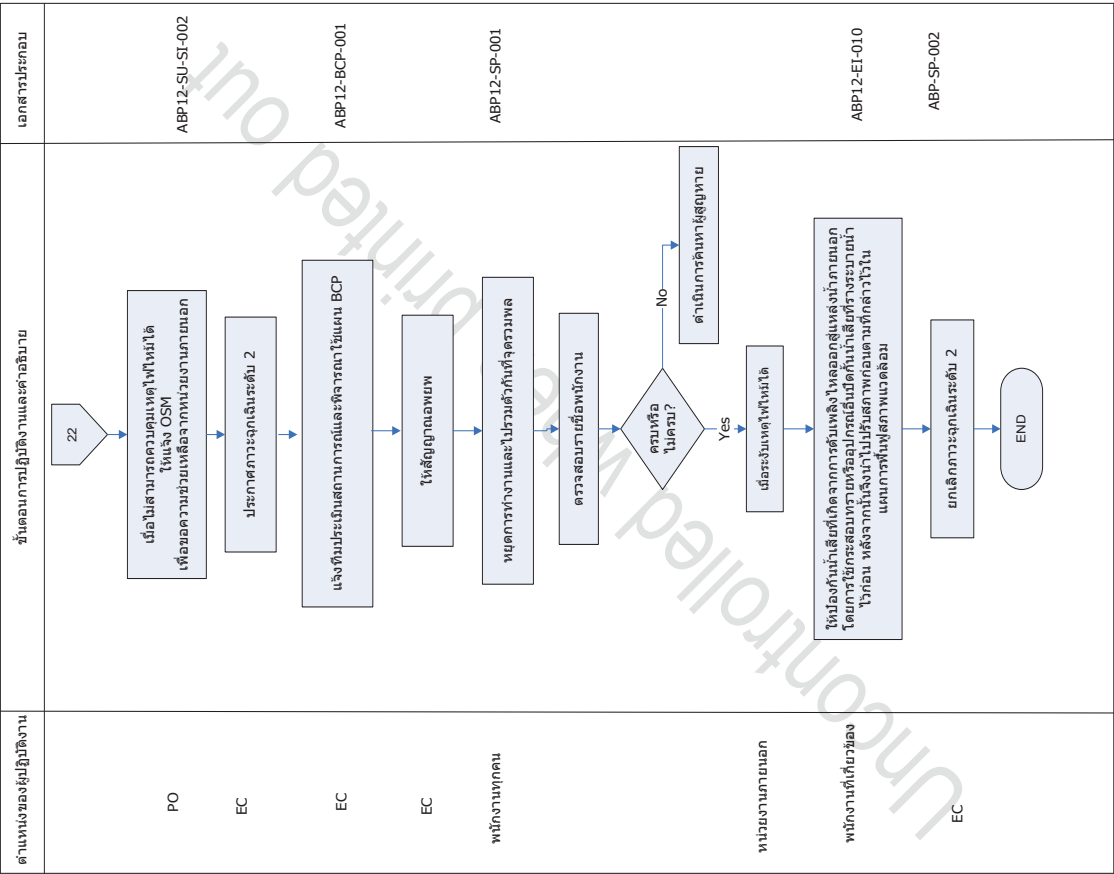 ตำแหน่งของผู้ปฏิบัติงาน
ขั้นตอนการปฏิบัติงานและคำอธิบาย
เอกสารประกอบ
22
PO
เมื่อไม่สามารถควบคุมเหตุไฟไหม้ได้
ให้แจ้ง OSM
เพื่อขอความช่วยเหลือจากหน่วยงานภายนอก
ABP12-SU-SI-002
EC
ประกาศภาวะฉุกเฉินระดับ 2
EC
แจ้งทีมประเมินสถานการณ์และพิจารณาใช้แผน BCP
ABP12-BCP-001
EC
ให้สัญญาณอพยพ
พนักงานทุกคน
หยุดการทำงานและไปรวมตัวกันที่จุดรวมพล
ABP12-SP-001
ตรวจสอบรายชื่อพนักงาน
ครบหรือ
ไม่ครบ?
No
ดำเนินการค้นหาผู้สูญหาย
Yes
หน่วยงานภายนอก
เมื่อระงับเหตุไฟไหม้ได้
พนักงานที่เกี่ยวข้อง
ให้ป้องกันน้ำเสียที่เกิดจากการดับเพลิงไหลออกสู่แหล่งน้ำภายนอก
โดยการใช้กระสอบทรายหรืออุปกรณ์อื่นปิดกั้นน้ำเสียที่รางระบายน้ำ
ไว้ก่อน หลังจากนั้นจึงนำไปปรับสภาพก่อนตามที่กล่าวไว้ใน
แผนการฟื้นฟูสภาพแวดล้อม
ABP12-EI-010
EC
ยกเลิกภาวะฉุกเฉินระดับ 2
ABP-SP-002
END
Uncontrolled when printed out